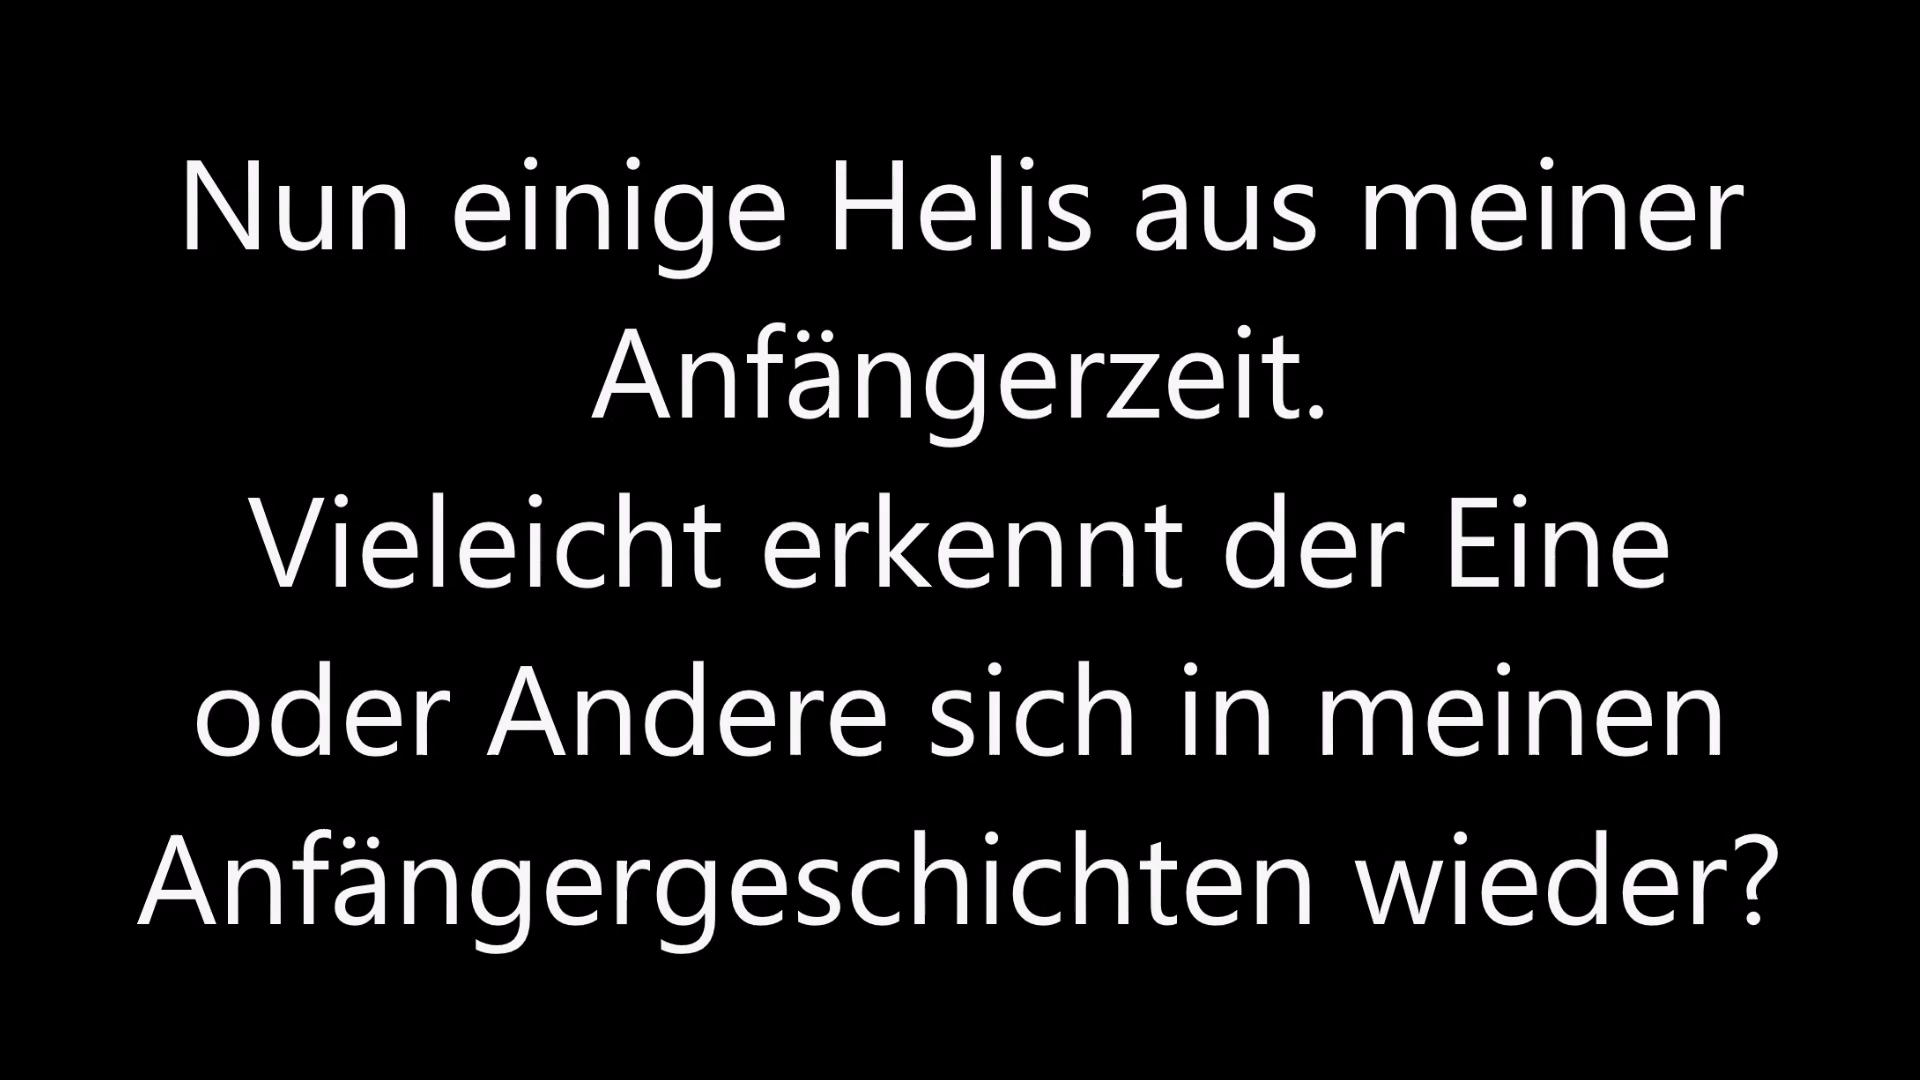 Nun einige Helis aus meiner
Anfängerzeit.
Vieleicht erkennt der Eine
oder Andere sich in meinen
Anfängergeschichten wieder?